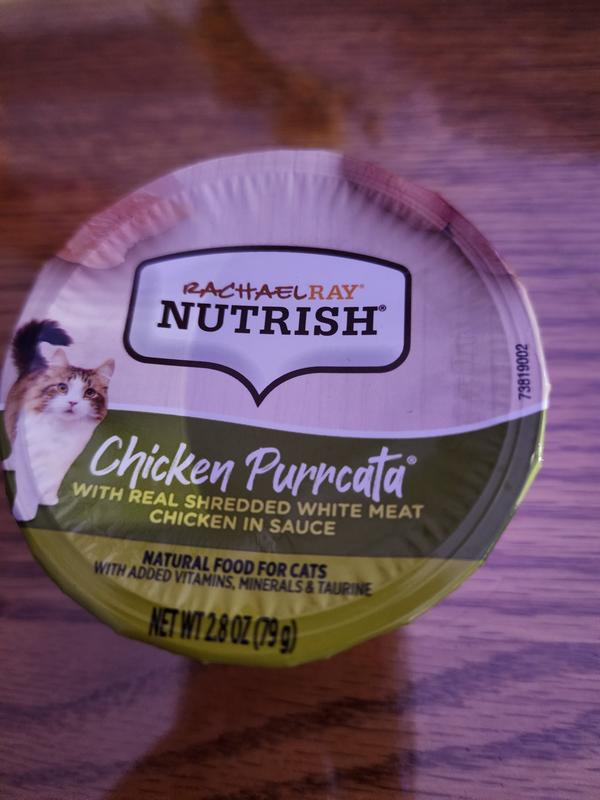 RACHAELRAY®
NUTRISH®
73819002
Chicken Purrcata®
WITH REAL SHREDDED WHITE MEAT
CHICKEN IN SAUCE
NATURAL FOOD FOR CATS
WITH ADDED VITAMINS, MINERALS & TAURINE
NET WT 2.8 OZ (79 g)